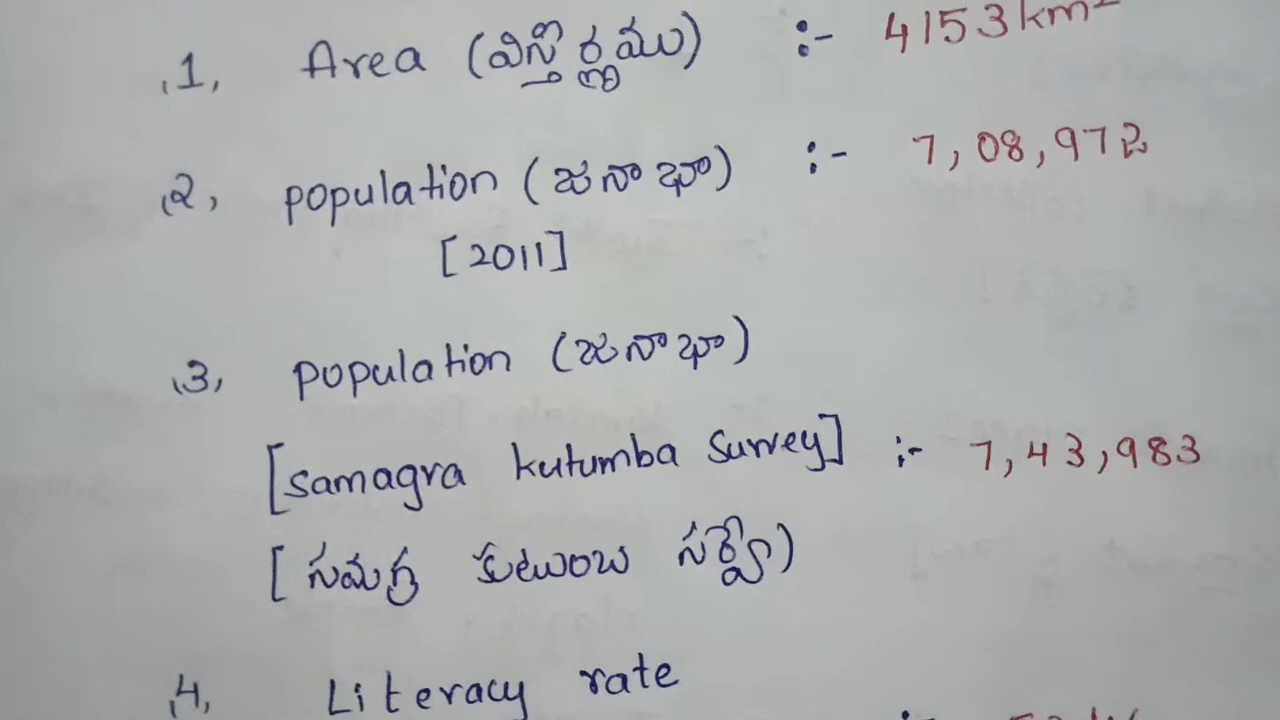 1, Area (విస్తీర్ణము) :- 4153 km²
2, population (జనాభా) :- 7,08,972
[2011]
3, population (జనాభా)
[samagra kutumba survey] :- 7,43,983
[సమగ్ర కుటుంబ సర్వే)
4, Literacy rate